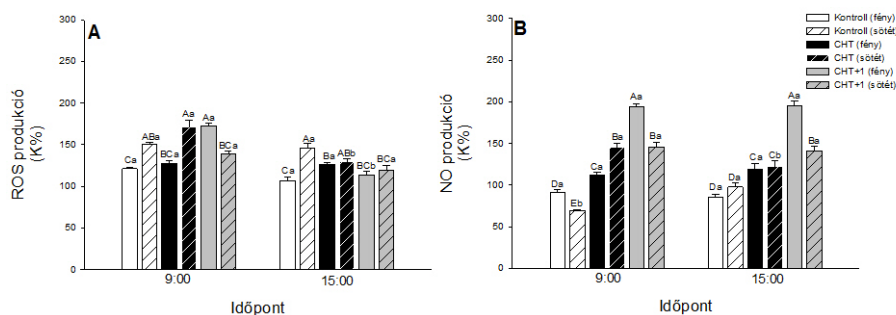 A
ROS produkció
(K%)
300
250
200
150
100
50
0
Ca ABa BCa Aa Aa BCa
Ca Aa Ba ABb BCb BCa
9:00 15:00
Időpont
B
NO produkció
(K%)
300
250
200
150
100
50
0
Da Eb Ca Ba Aa Ba
Da Da Ca Cb Aa Ba
9:00 15:00
Időpont
Kontroll (fény)
Kontroll (sötét)
CHT (fény)
CHT (sötét)
CHT+1 (fény)
CHT+1 (sötét)